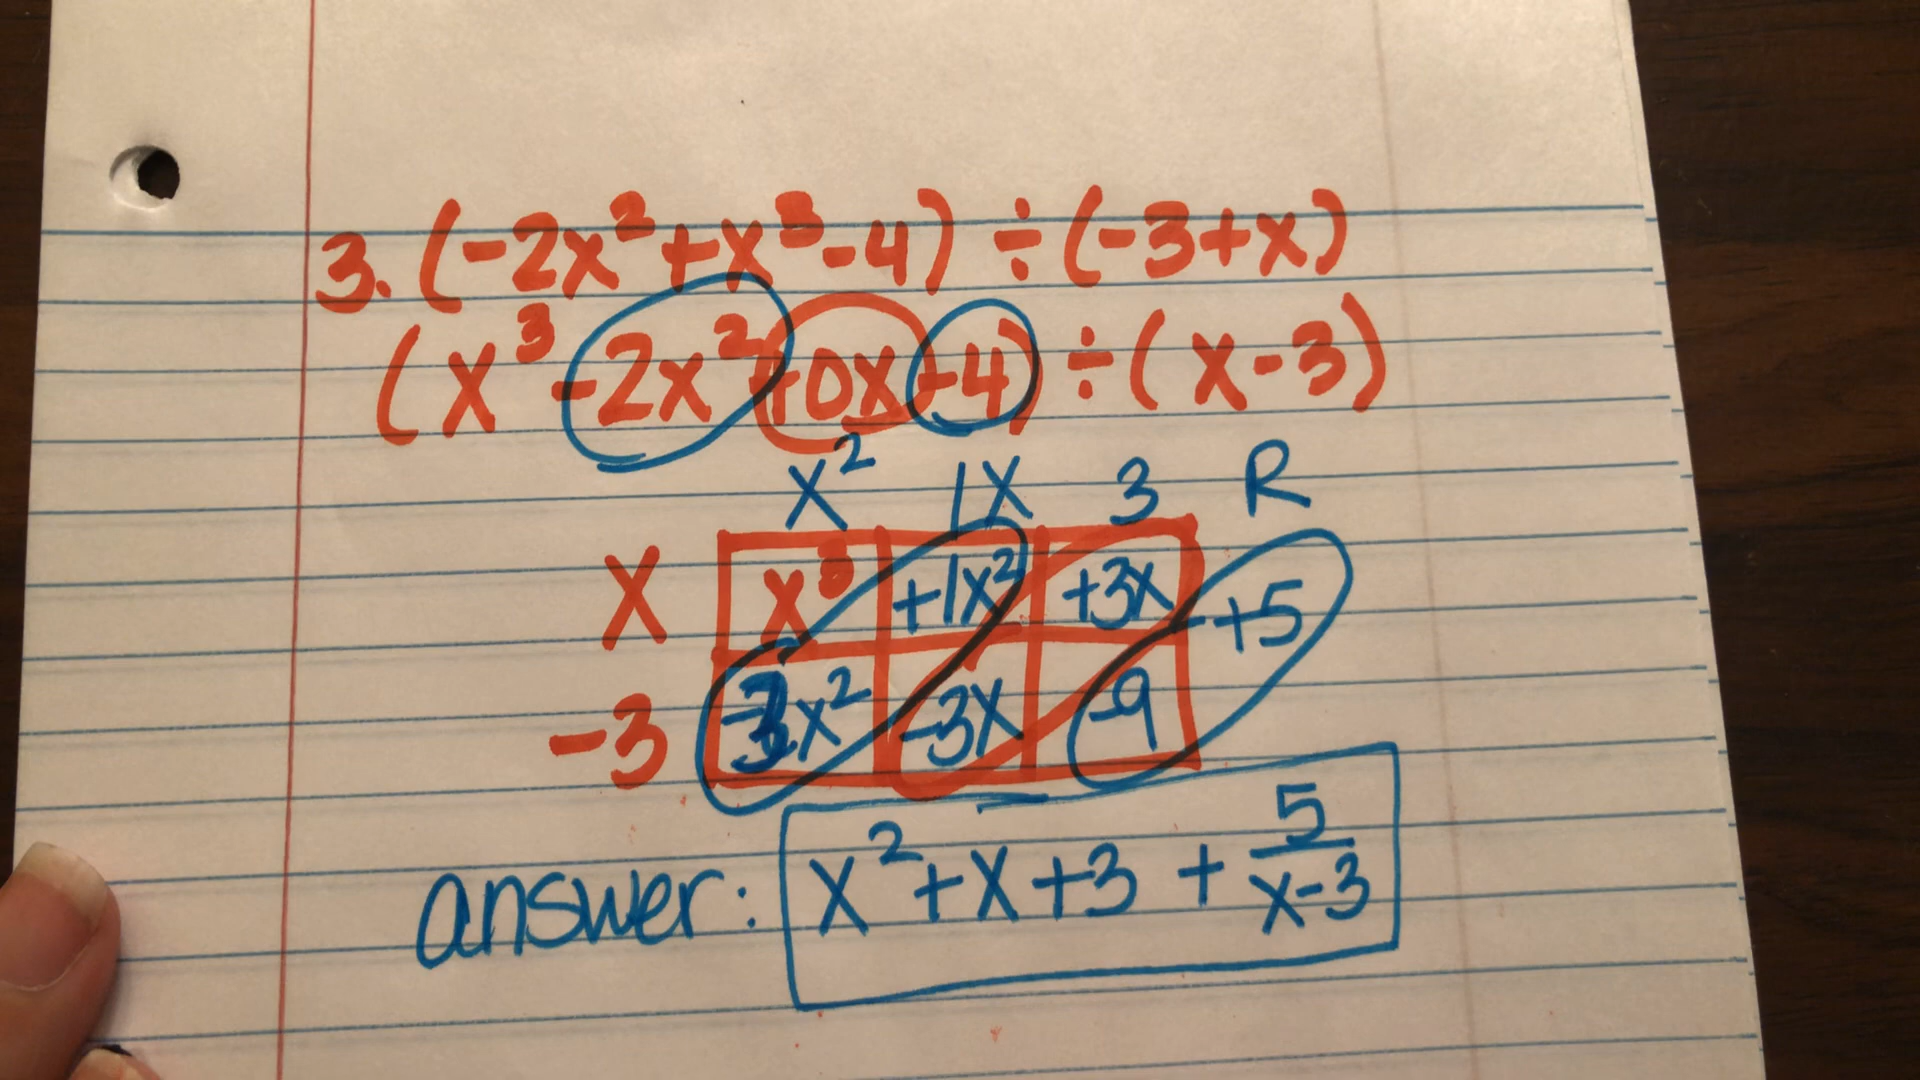 3. (-2x²+x³-4) ÷ (-3+x)
(x³-2x²+0x-4) ÷ (x-3)
x² 1x 3 R
x x³ +1x² +3x +5
-3 -3x² -3x -9
answer: x²+x+3 + 5/(x-3)